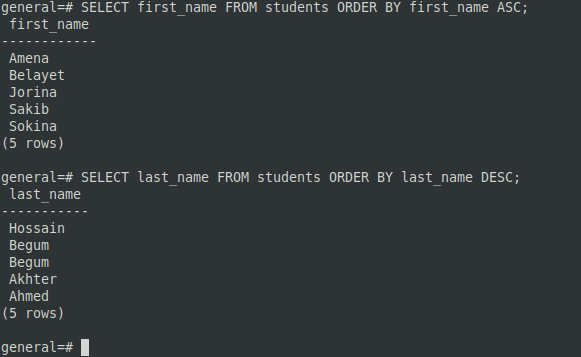 general=# SELECT first_name FROM students ORDER BY first_name ASC;
 first_name
------------
 Amena
 Belayet
 Jorina
 Sakib
 Sokina
(5 rows)

general=# SELECT last_name FROM students ORDER BY last_name DESC;
 last_name
-----------
 Hossain
 Begum
 Begum
 Akhter
 Ahmed
(5 rows)

general=#